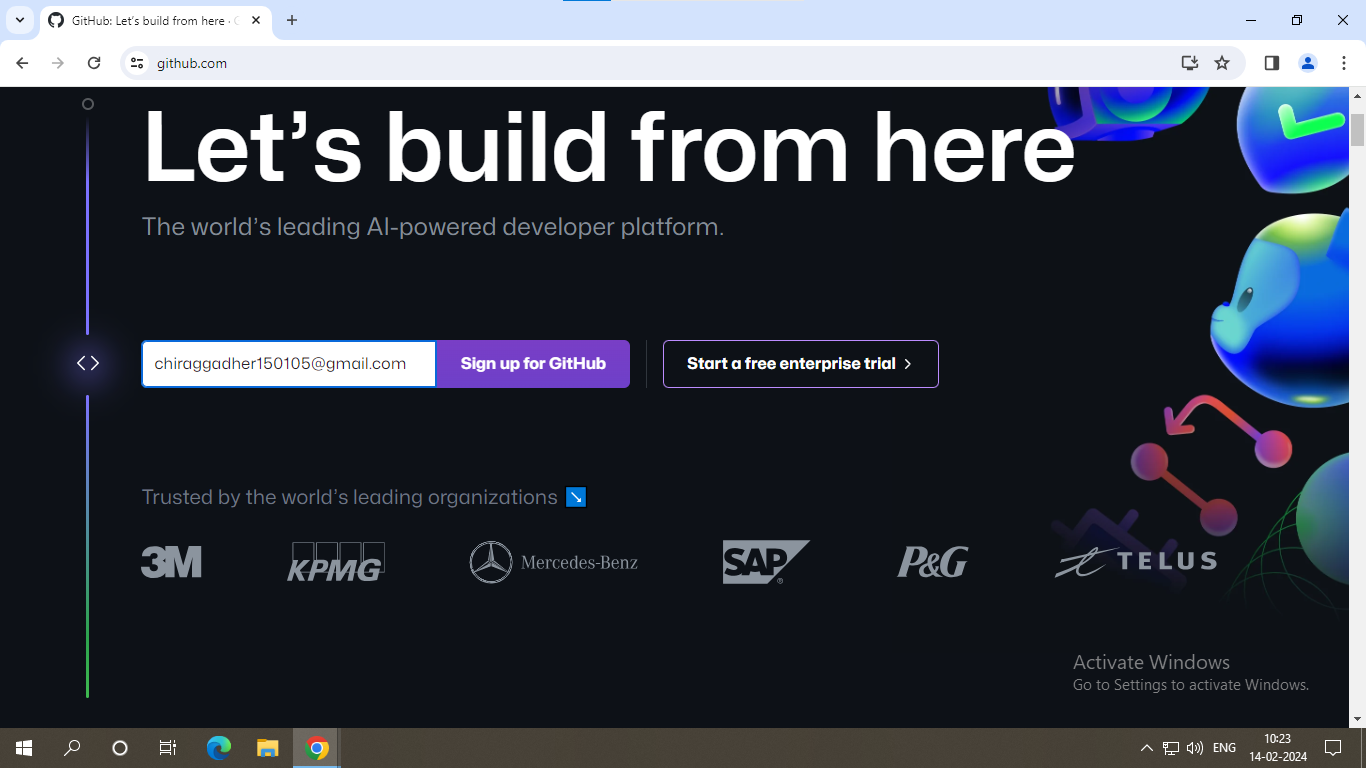 GitHub: Let's build from here ·
github.com
Let's build from here
The world's leading AI-powered developer platform.
chiraggadher150105@gmail.com
Sign up for GitHub
Start a free enterprise trial
Trusted by the world's leading organizations
3M
KPMG
Mercedes-Benz
SAP®
P&G
TELUS
Activate Windows
Go to Settings to activate Windows.
ENG
10:23
14-02-2024